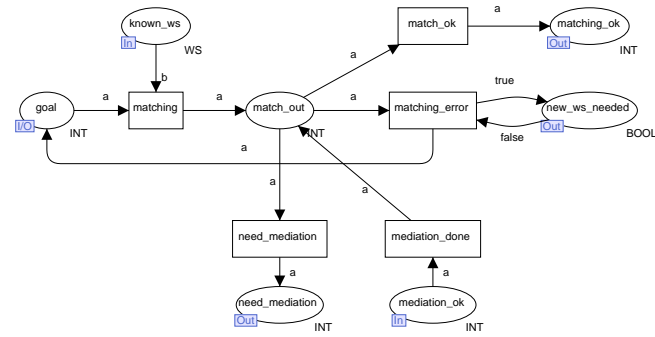 known_ws
In
WS
b
goal
I/O
INT
a
matching
a
match_out
INT
a
match_ok
a
matching_ok
Out
INT
a
matching_error
true
false
new_ws_needed
Out
BOOL
a
a
need_mediation
a
need_mediation
Out
INT
a
mediation_done
a
mediation_ok
In
INT